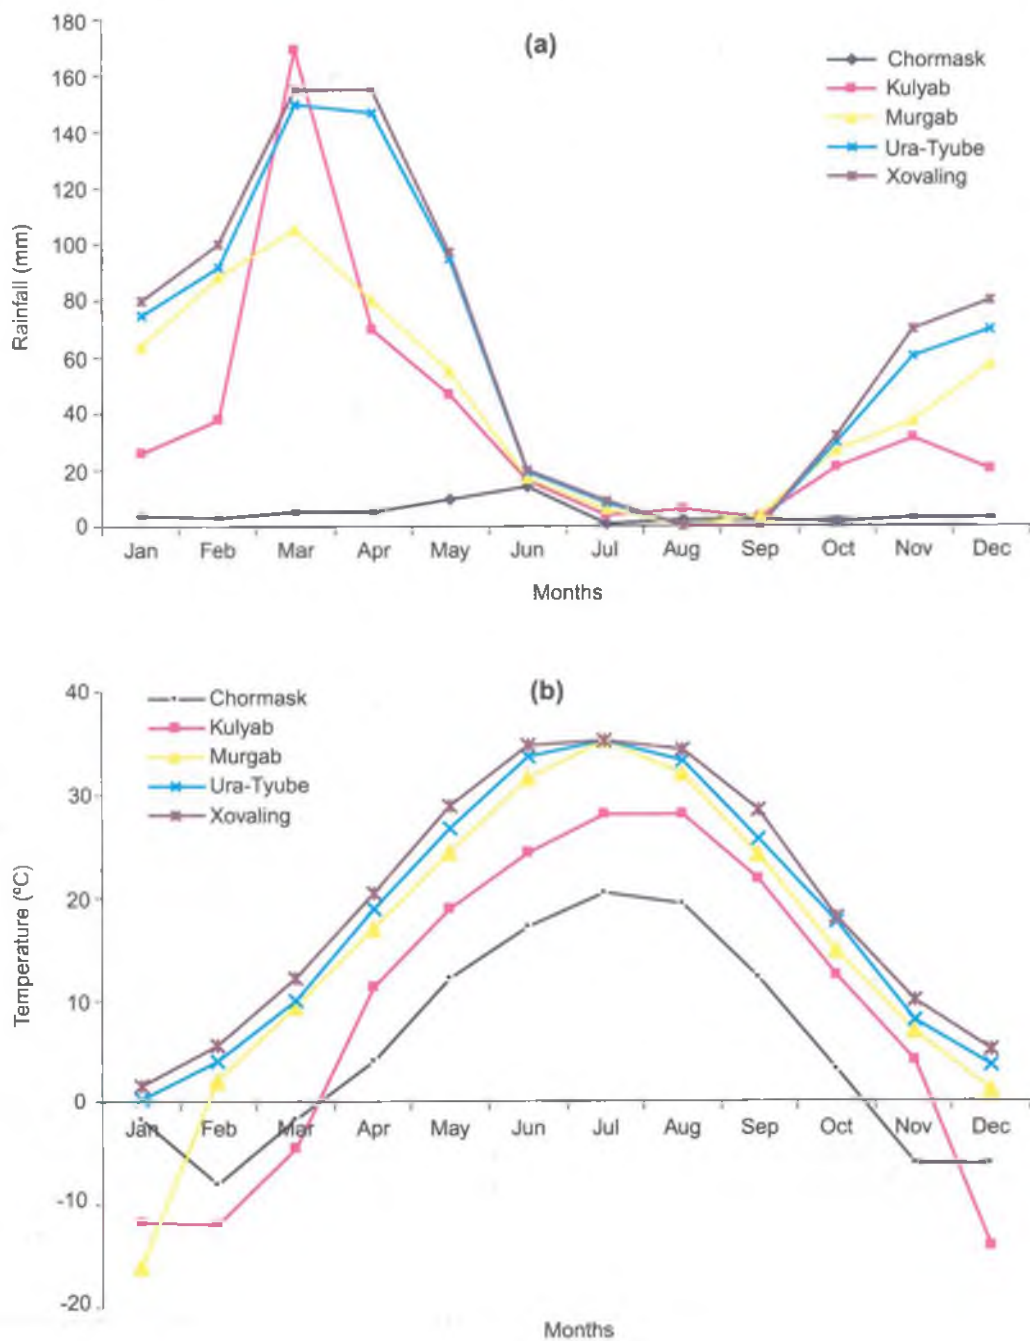 (a)
Chormask
Kulyab
Murgab
Ura-Tyube
Xovaling
180
160
140
120
100
80
60
40
20
0
Rainfall (mm)
Jan Feb Mar Apr May Jun Jul Aug Sep Oct Nov Dec
Months
(b)
Chormask
Kulyab
Murgab
Ura-Tyube
Xovaling
40
30
20
10
0
-10
-20
Temperature (ºC)
Jan Feb Mar Apr May Jun Jul Aug Sep Oct Nov Dec
Months